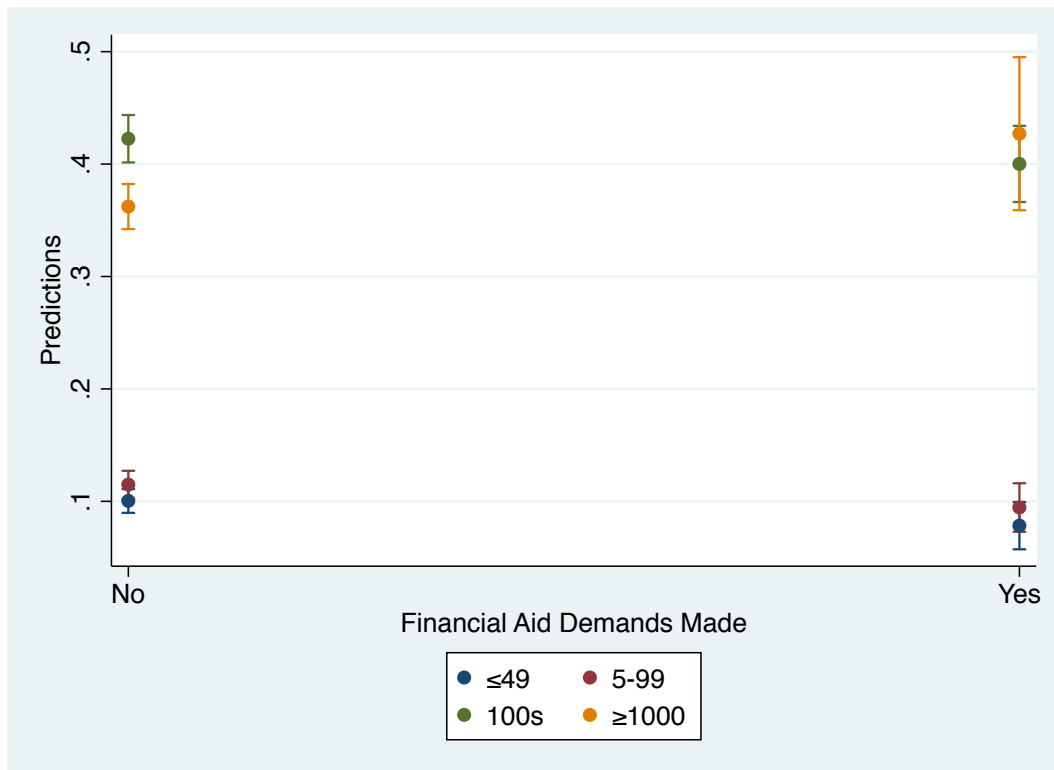 .5
.4
.3
.2
.1
Predictions
No Yes
Financial Aid Demands Made
≤49 5-99
100s ≥1000